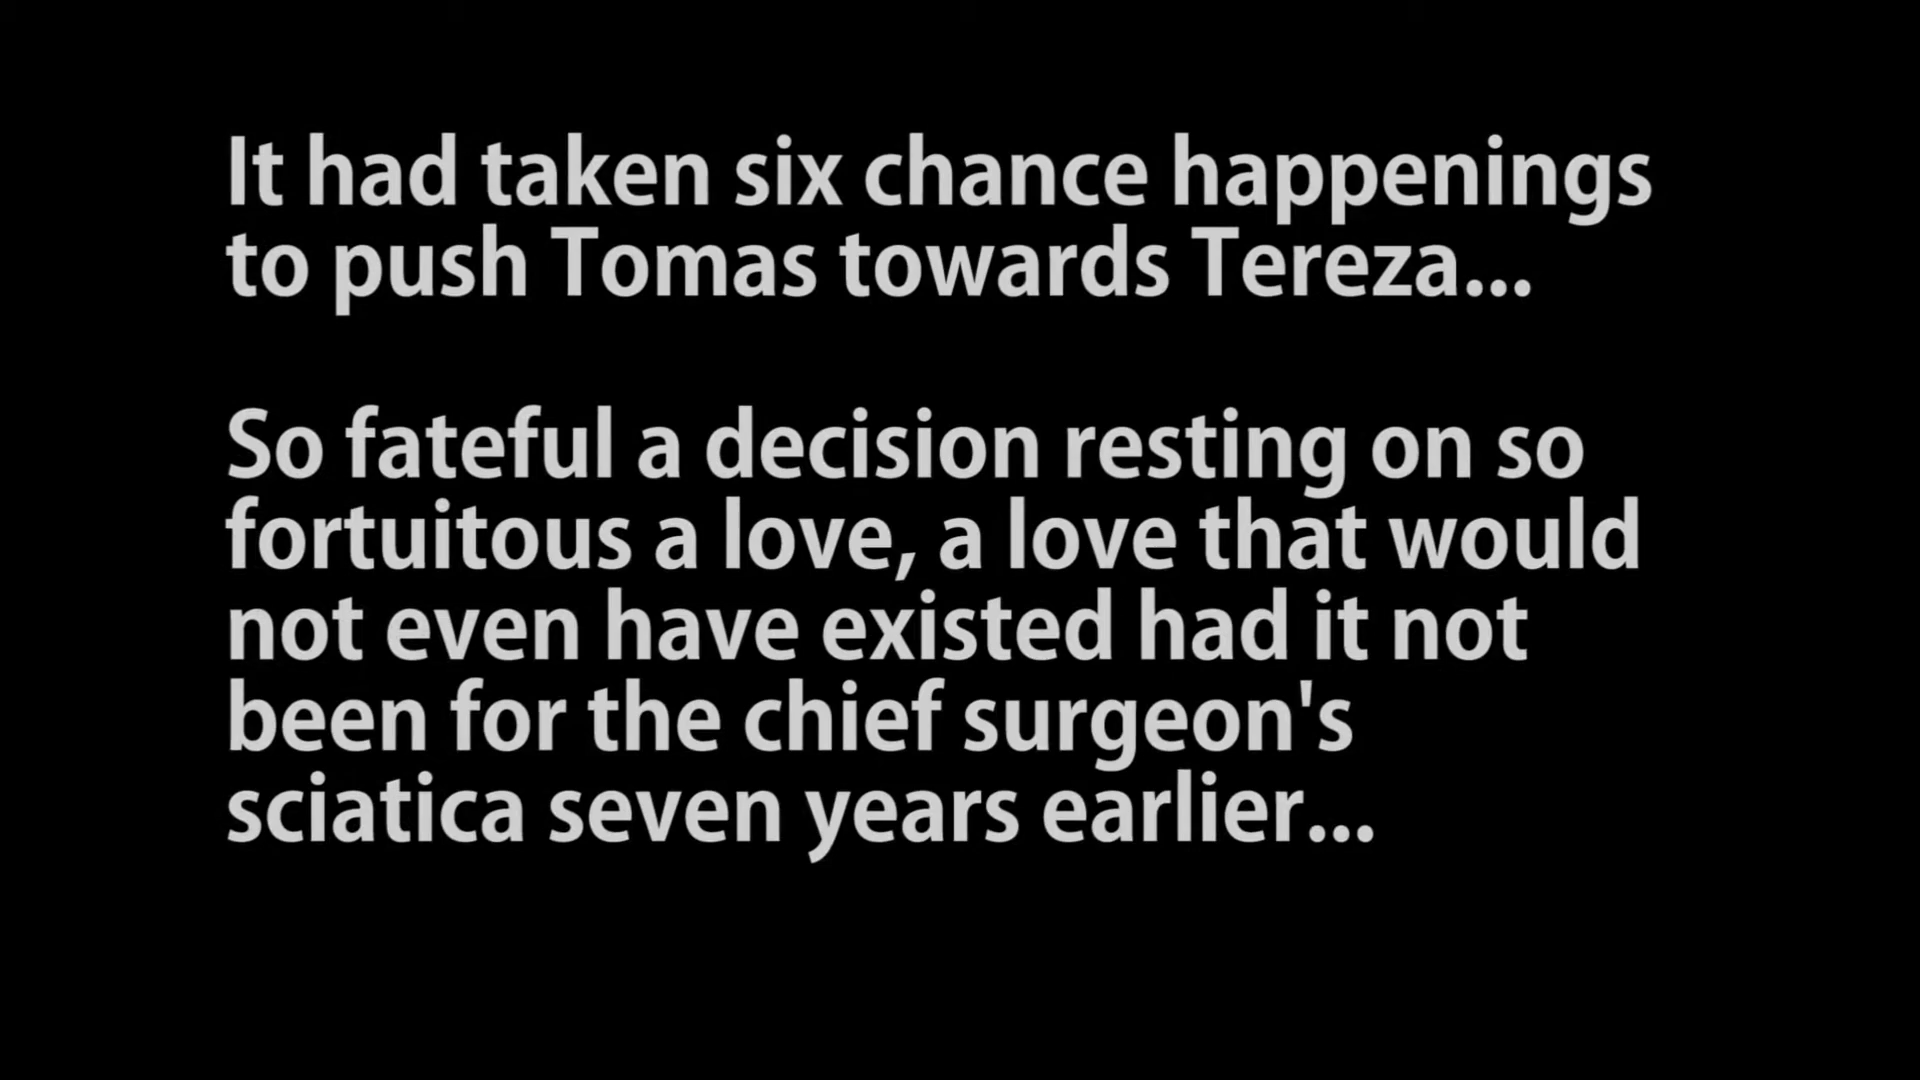 It had taken six chance happenings
to push Tomas towards Tereza...
So fateful a decision resting on so
fortuitous a love, a love that would
not even have existed had it not
been for the chief surgeon's
sciatica seven years earlier...